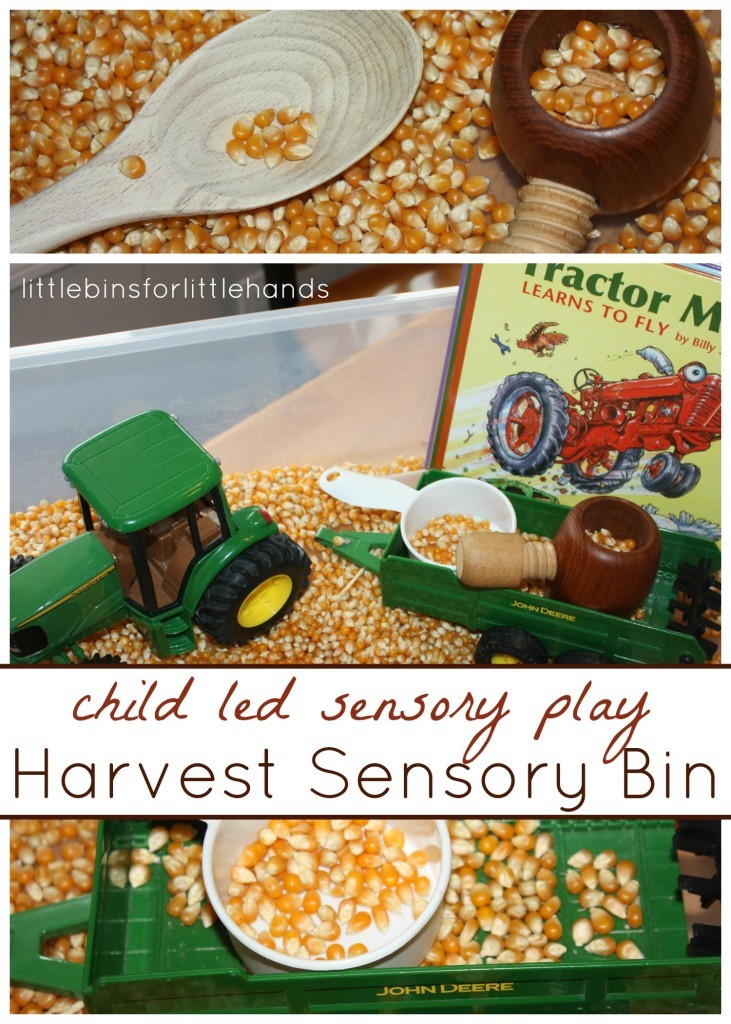 littlebinsforlittlehands
Tractor
LEARNS TO FLY by Billy
JOHN DEERE
child led sensory play
Harvest Sensory Bin
JOHN DEERE